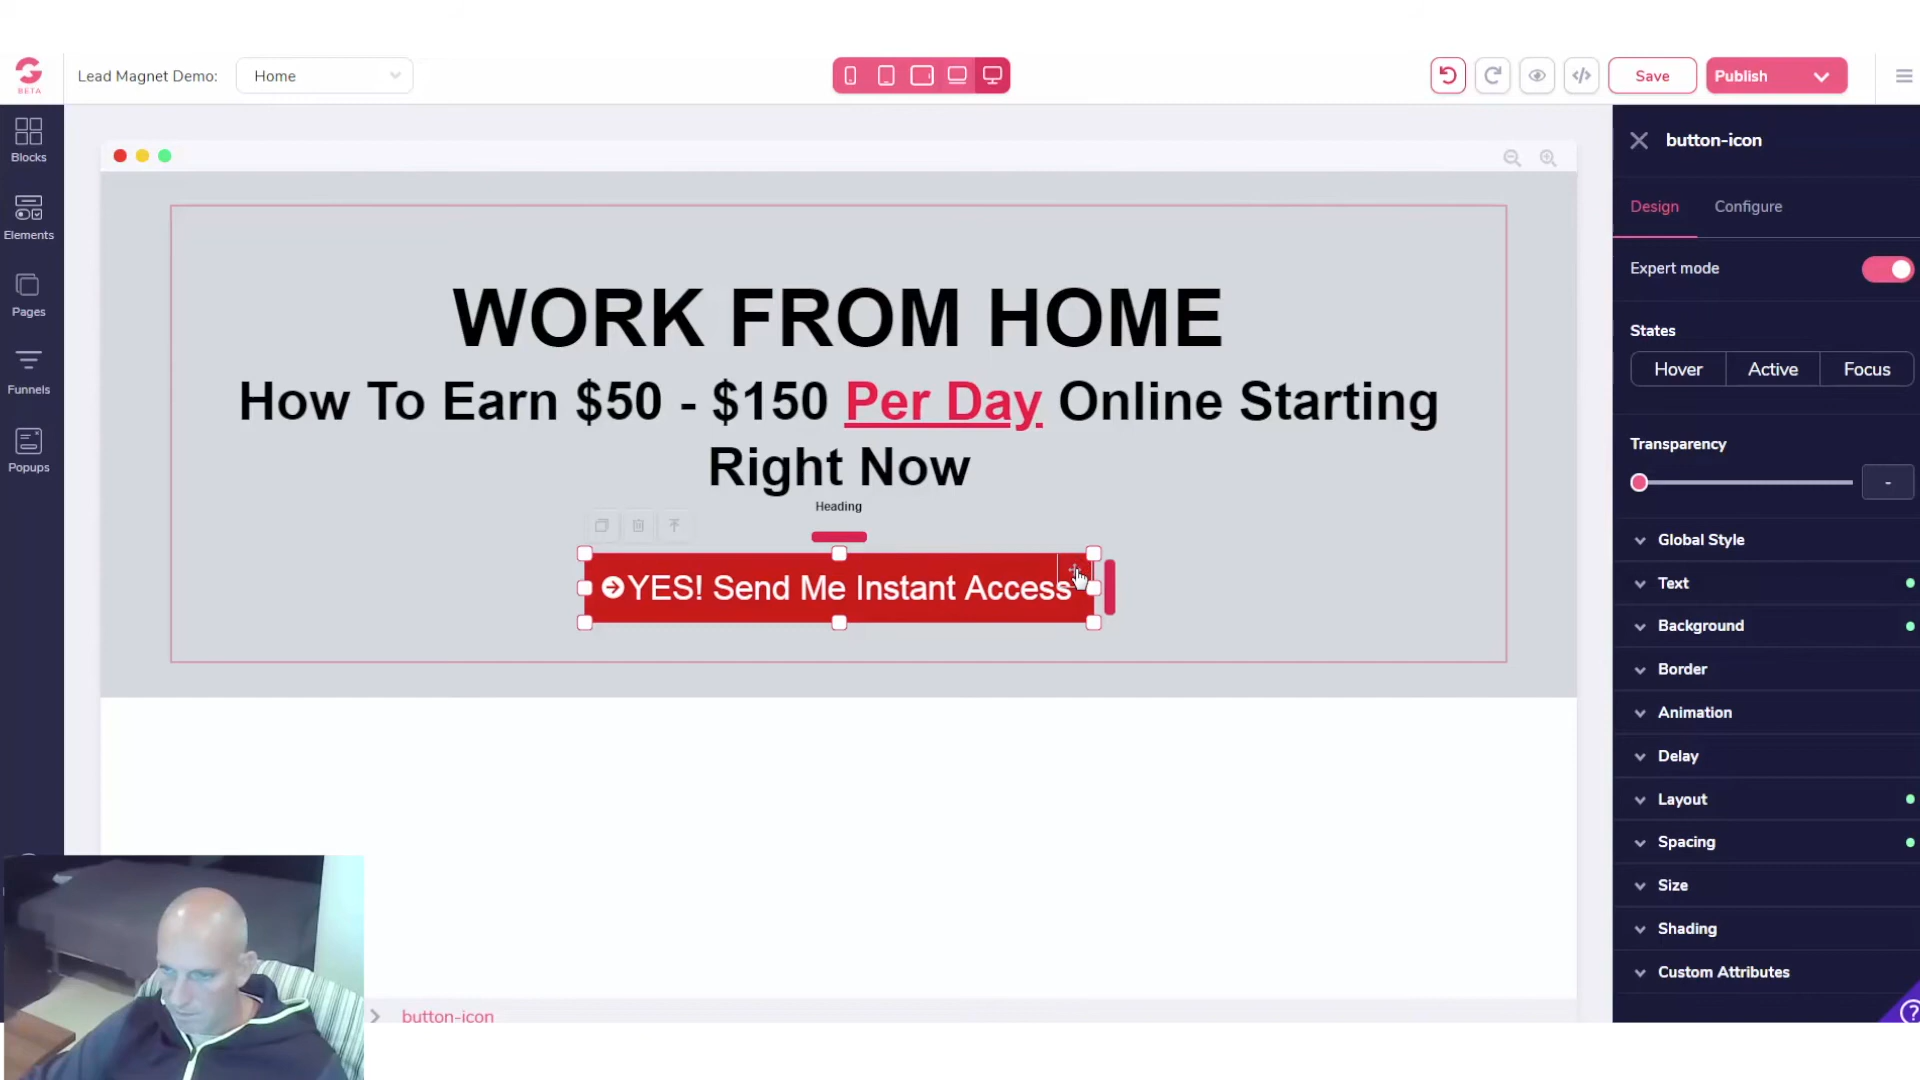 BETA
Lead Magnet Demo:
Home
Save
Publish
Blocks
Elements
Pages
Funnels
Popups
WORK FROM HOME
How To Earn $50 - $150 Per Day Online Starting
Right Now
Heading
YES! Send Me Instant Access
button-icon
button-icon
Design
Configure
Expert mode
States
Hover
Active
Focus
Transparency
-
Global Style
Text
Background
Border
Animation
Delay
Layout
Spacing
Size
Shading
Custom Attributes